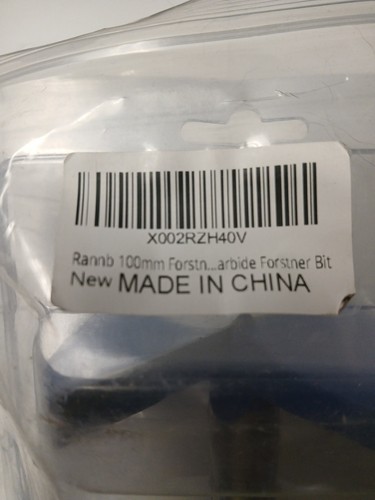 X002RZH40V
Rannb 100mm Forstn...arbide Forstner Bit
New MADE IN CHINA